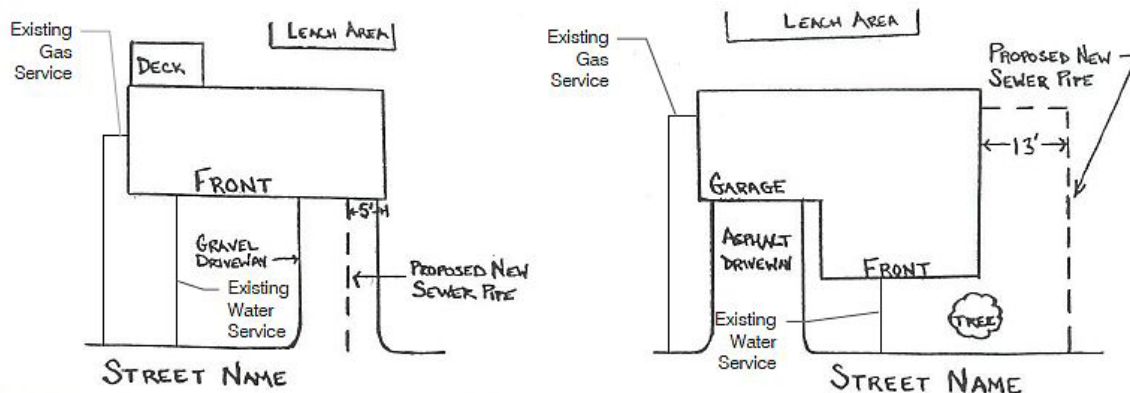 Existing
Gas
Service
LEACH AREA
DECK
FRONT
5'
GRAVEL
DRIVEWAY
PROPOSED NEW
SEWER PIPE
Existing
Water
Service
STREET NAME
Existing
Gas
Service
LEACH AREA
PROPOSED NEW
SEWER PIPE
13'
GARAGE
ASPHALT
DRIVEWAY
FRONT
Existing
Water
Service
TREE
STREET NAME